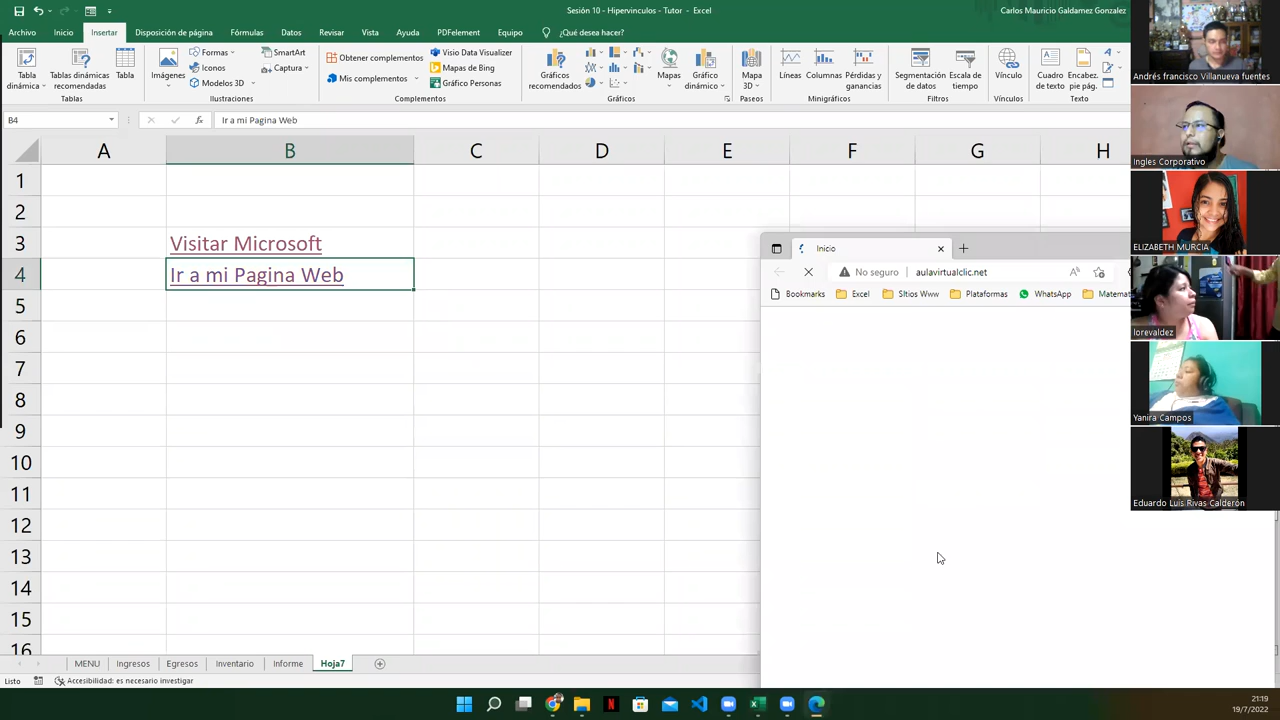 Sesión 10 - Hipervinculos - Tutor - Excel
Carlos Mauricio Galdamez Gonzalez
Archivo Inicio Insertar Disposición de página Fórmulas Datos Revisar Vista Ayuda PDFelement Equipo ¿Qué desea hacer?
Tabla dinámica
Tablas dinámicas recomendadas
Tabla
Tablas
Imágenes
Formas
Iconos
Modelos 3D
SmartArt
Captura
Ilustraciones
Obtener complementos
Mis complementos
Visio Data Visualizer
Mapas de Bing
Gráfico Personas
Complementos
Gráficos recomendados
Mapas
Gráfico dinámico
Gráficos
Mapa 3D
Paseos
Líneas
Columnas
Pérdidas y ganancias
Minigráficos
Segmentación de datos
Escala de tiempo
Filtros
Vínculo
Vínculos
Cuadro de texto
Encabez. pie pág.
Texto
B4
fx
Ir a mi Pagina Web
A B C D E F G H
1
2
3 Visitar Microsoft
4 Ir a mi Pagina Web
5
6
7
8
9
10
11
12
13
14
15
16
Inicio
No seguro
aulavirtualclic.net
Bookmarks Excel SItios Www Plataformas WhatsApp Matemat
Andrés francisco Villanueva fuentes
Ingles Corporativo
ELIZABETH MURCIA
lorevaldez
Yanira Campos
Eduardo Luis Rivas Calderón
MENU Ingresos Egresos Inventario Informe Hoja7
Listo
Accesibilidad: es necesario investigar
21:19
19/7/2022